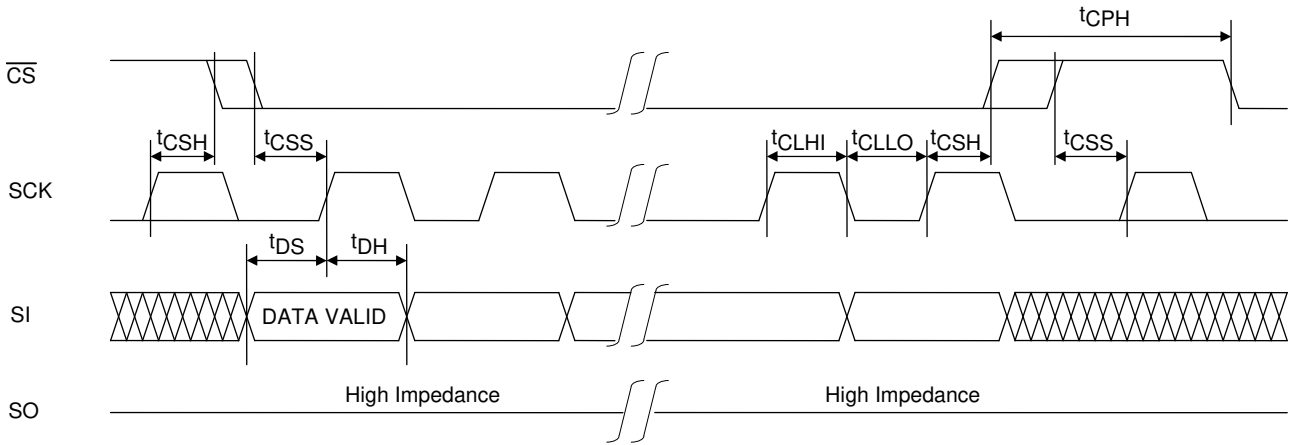 tCPH
CS
tCSH tCSS tCLHI tCLLO tCSH tCSS
SCK
tDS tDH
SI DATA VALID
High Impedance High Impedance
SO